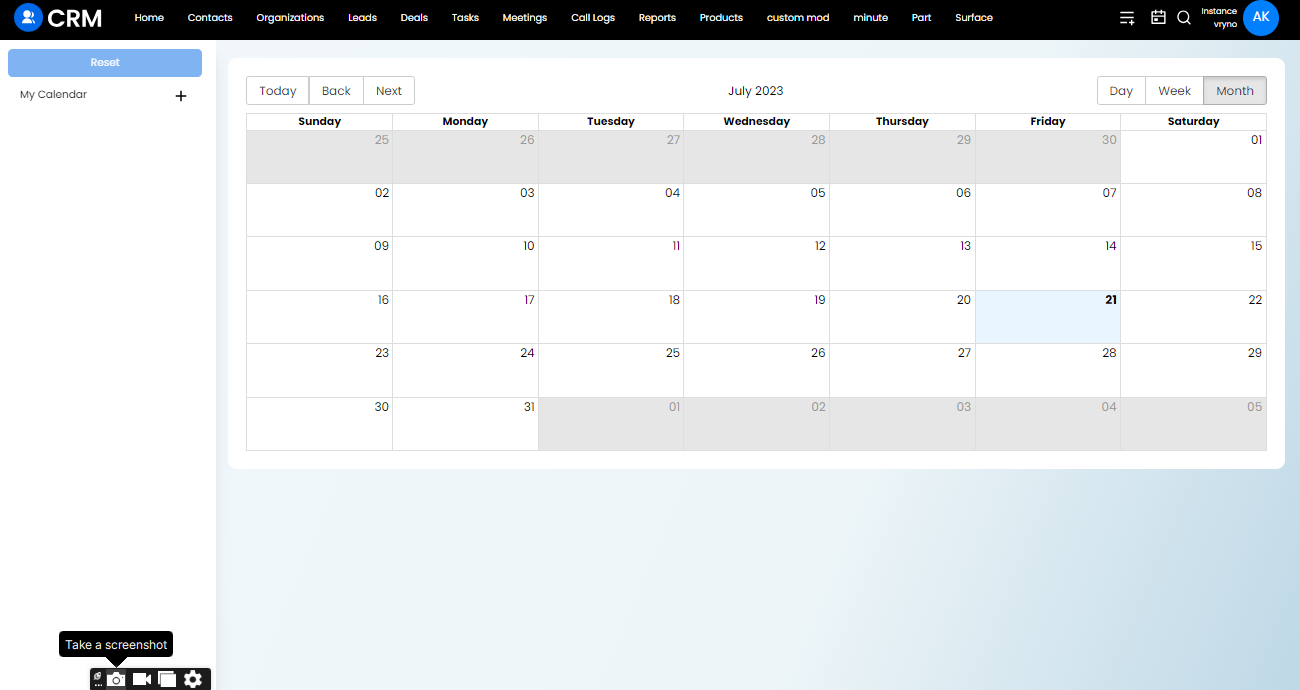 CRM Home Contacts Organizations Leads Deals Tasks Meetings Call Logs Reports Products custom mod minute Part Surface
Instance
vryno
AK
Reset
My Calendar
Today Back Next July 2023 Day Week Month
Sunday Monday Tuesday Wednesday Thursday Friday Saturday
25 26 27 28 29 30 01
02 03 04 05 06 07 08
09 10 11 12 13 14 15
16 17 18 19 20 21 22
23 24 25 26 27 28 29
30 31 01 02 03 04 05
Take a screenshot